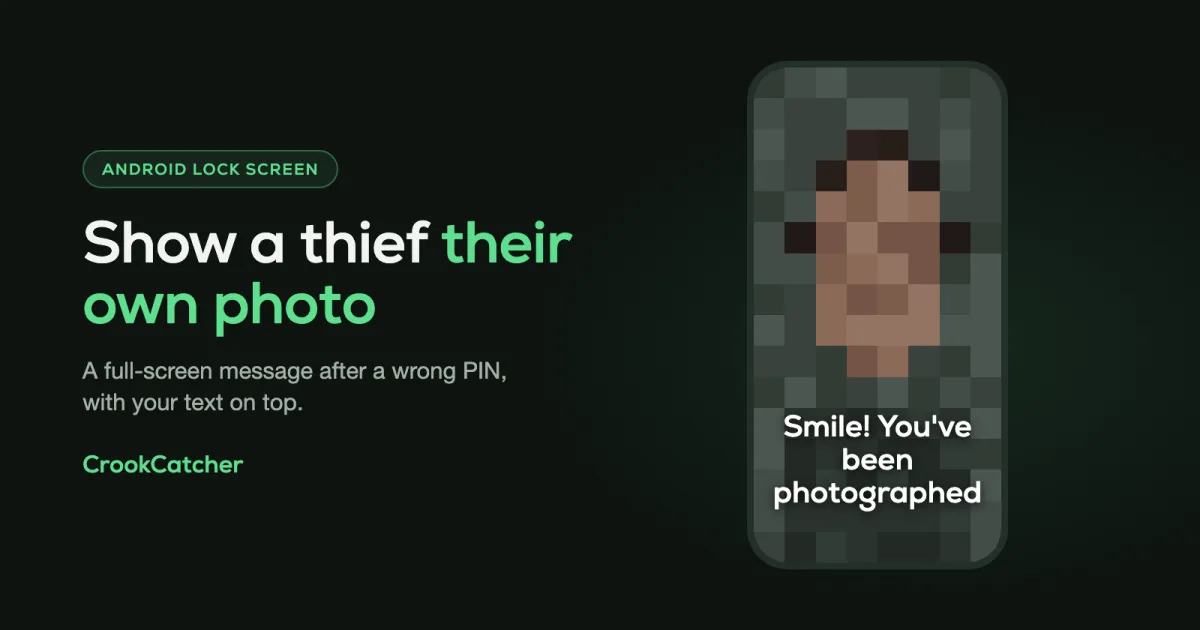 ANDROID LOCK SCREEN
Show a thief their
own photo
A full-screen message after a wrong PIN,
with your text on top.
CrookCatcher
Smile! You've
been
photographed